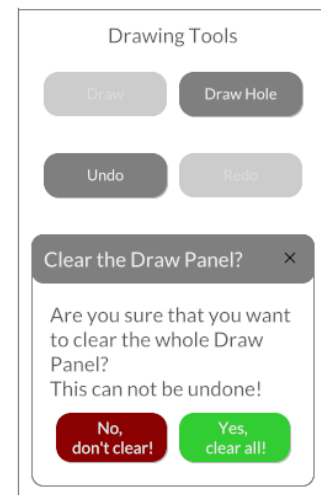 Drawing Tools
Draw Draw Hole
Undo Redo
Clear the Draw Panel? ×
Are you sure that you want
to clear the whole Draw
Panel?
This can not be undone!
No,
don't clear!
Yes,
clear all!